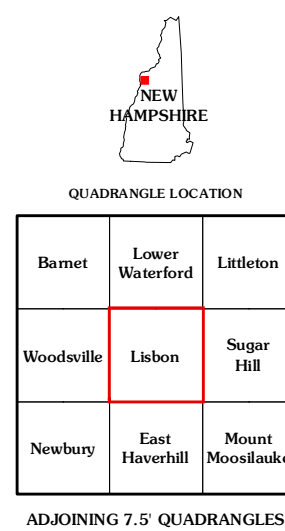 NEW
HAMPSHIRE
QUADRANGLE LOCATION
Barnet
Lower
Waterford
Littleton
Woodsville
Lisbon
Sugar
Hill
Newbury
East
Haverhill
Mount
Moosilauke
ADJOINING 7.5' QUADRANGLES